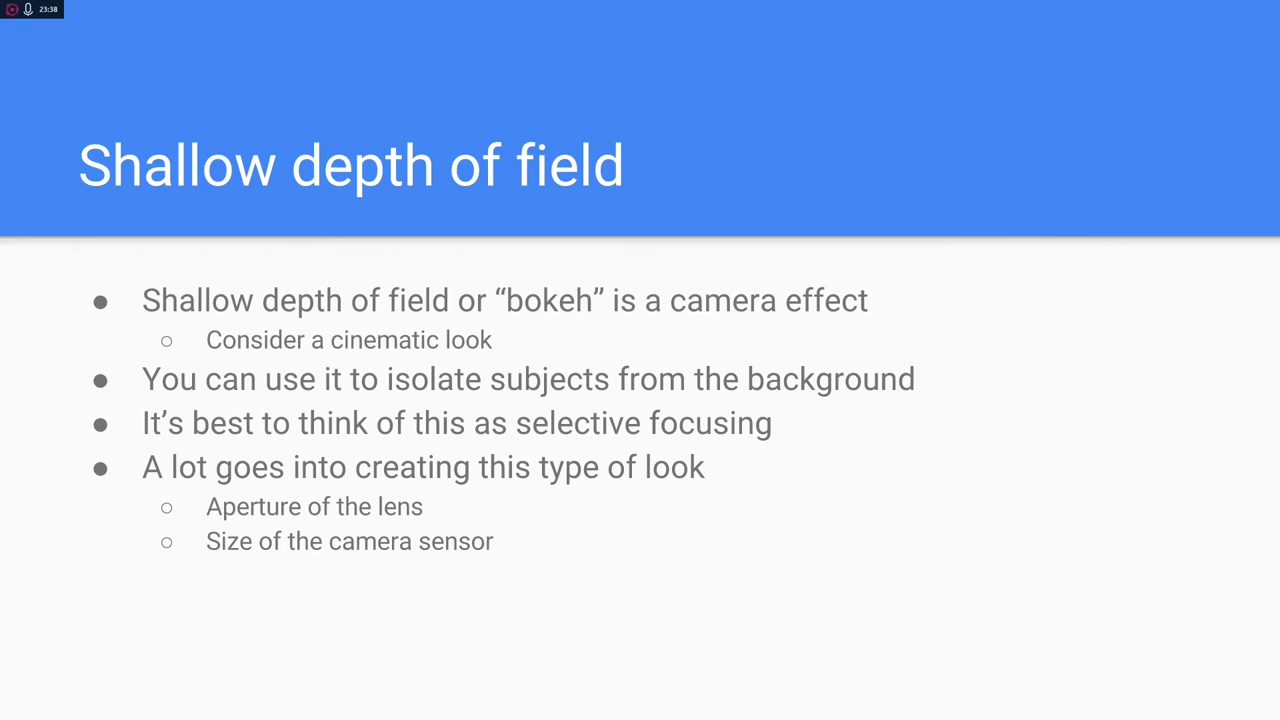 23:38
Shallow depth of field
● Shallow depth of field or “bokeh” is a camera effect
○ Consider a cinematic look
● You can use it to isolate subjects from the background
● It’s best to think of this as selective focusing
● A lot goes into creating this type of look
○ Aperture of the lens
○ Size of the camera sensor